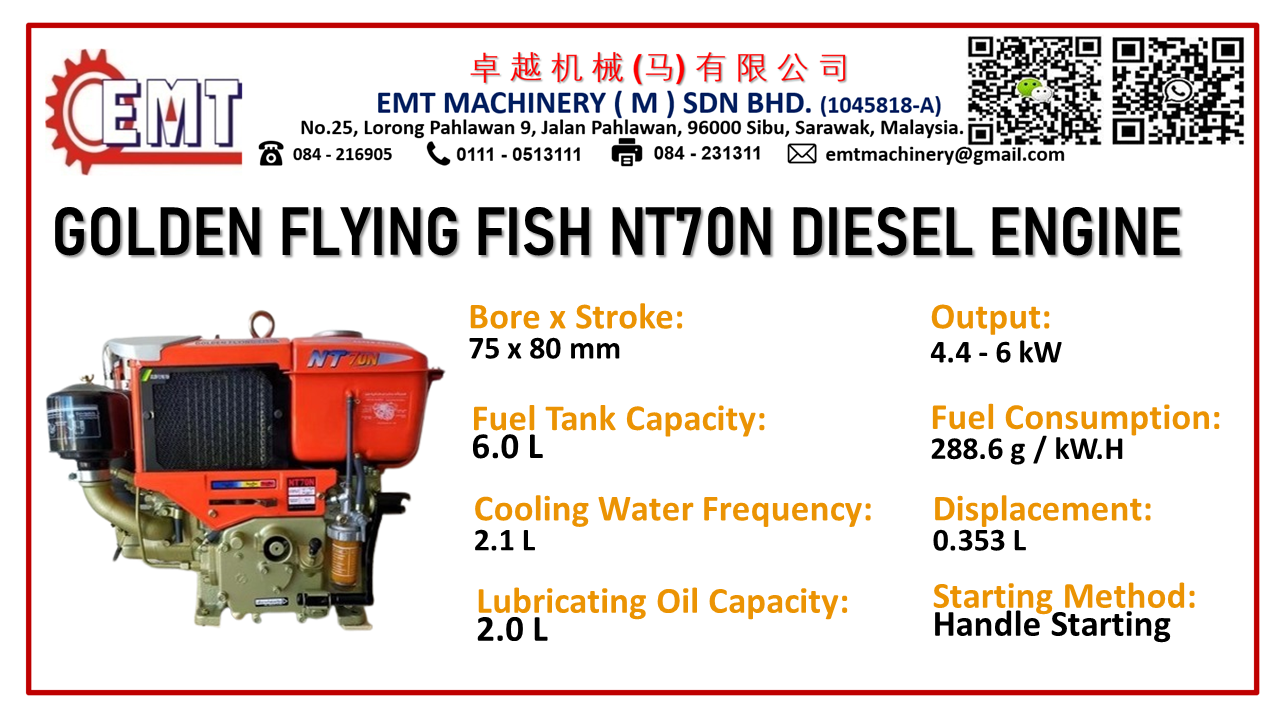 EMT
卓越机械(马)有限公司
EMT MACHINERY ( M ) SDN BHD. (1045818-A)
No.25, Lorong Pahlawan 9, Jalan Pahlawan, 96000 Sibu, Sarawak, Malaysia.
084 - 216905 0111 - 0513111 084 - 231311 emtmachinery@gmail.com
GOLDEN FLYING FISH NT70N DIESEL ENGINE
NT 70N
NT70N
Bore x Stroke:
75 x 80 mm
Output:
4.4 - 6 kW
Fuel Tank Capacity:
6.0 L
Fuel Consumption:
288.6 g / kW.H
Cooling Water Frequency:
2.1 L
Displacement:
0.353 L
Lubricating Oil Capacity:
2.0 L
Starting Method:
Handle Starting